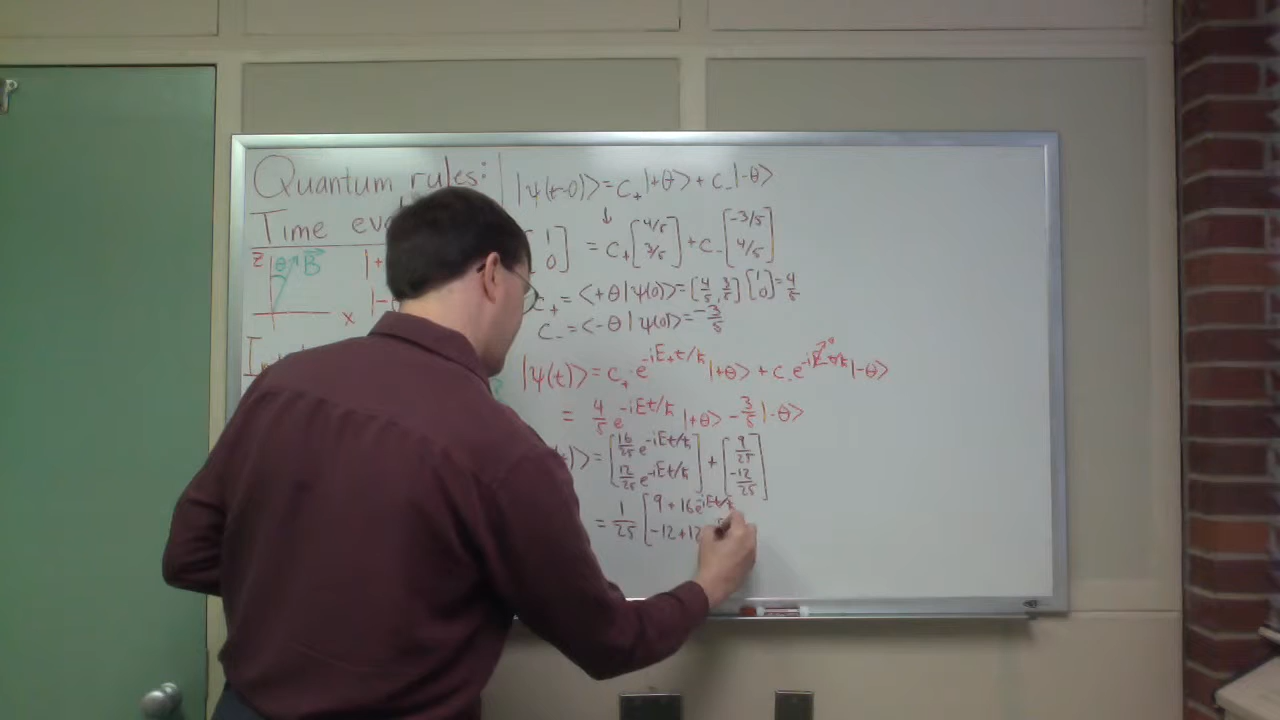 Quantum rules:
Time
z θ B⃗
x
|+
|-
|ψ(t=0)⟩ = C₊|+θ⟩ + C₋|-θ⟩
↓
[1 0] = C₊ [4/5 3/5] + C₋ [-3/5 4/5]
C₊ = <+θ|ψ(0)⟩ = [4/5, 3/5] [1 0] = 4/5
C₋ = <-θ|ψ(0)⟩ = -3/5
|ψ(t)⟩ = C₊ e^{-iE₊t/ħ} |+θ⟩ + C₋ e |-θ⟩
= 4/5 e^{-iEt/ħ} |+θ⟩ - 3/5 |-θ⟩
)⟩ = [16/25 e^{-iEt/ħ} 12/25 e^{-iEt/ħ}] + [9/25 -12/25]
= 1/25 [9 + 16e^{-iEt/ħ}
-12 + 12